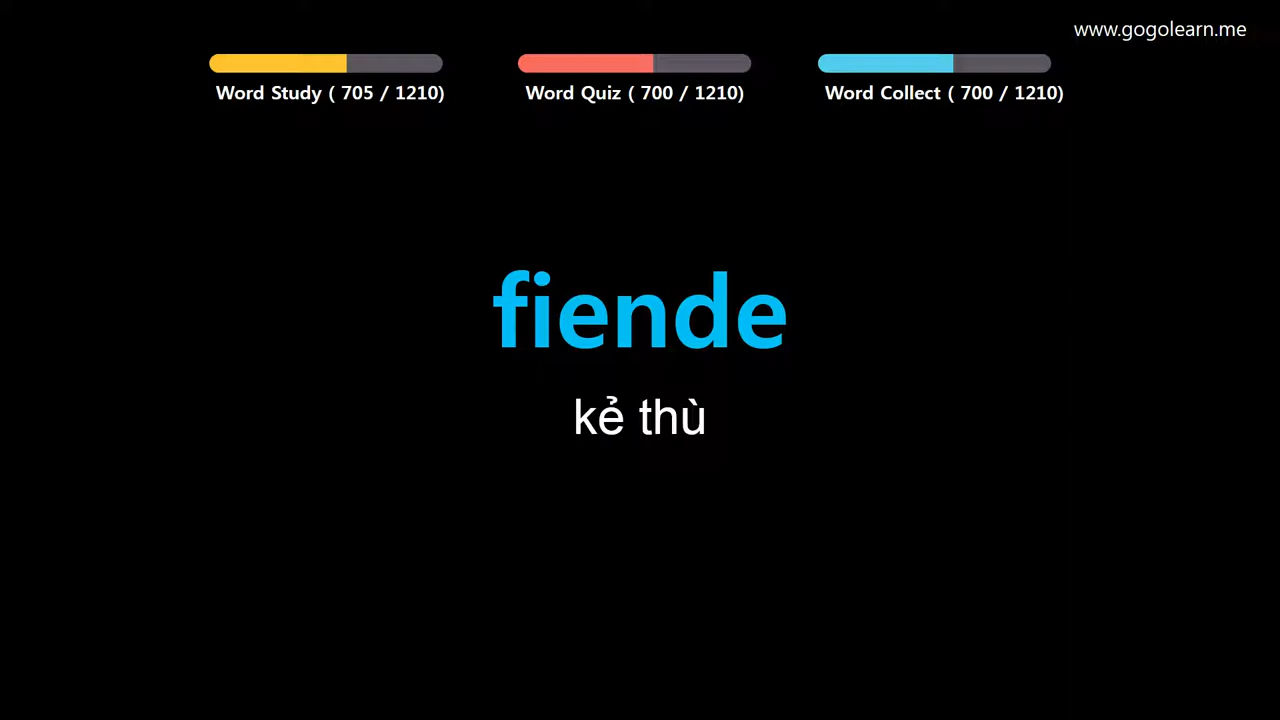 www.gogolearn.me
Word Study ( 705 / 1210)
Word Quiz ( 700 / 1210)
Word Collect ( 700 / 1210)
fiende
kẻ thù